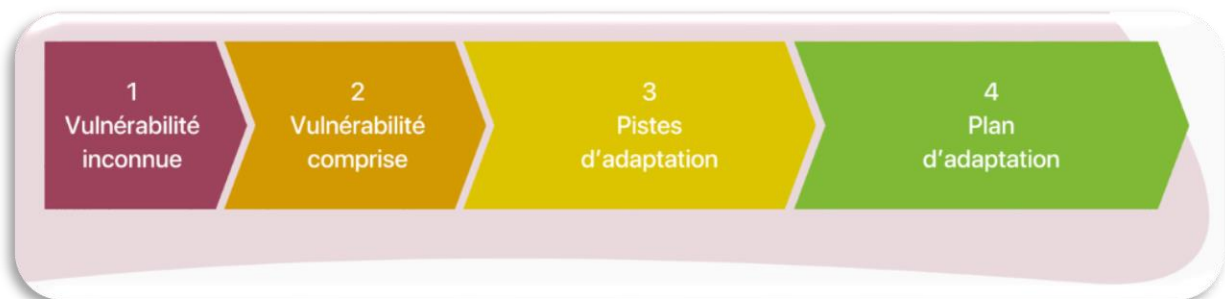 1
Vulnérabilité
inconnue
2
Vulnérabilité
comprise
3
Pistes
d’adaptation
4
Plan
d’adaptation